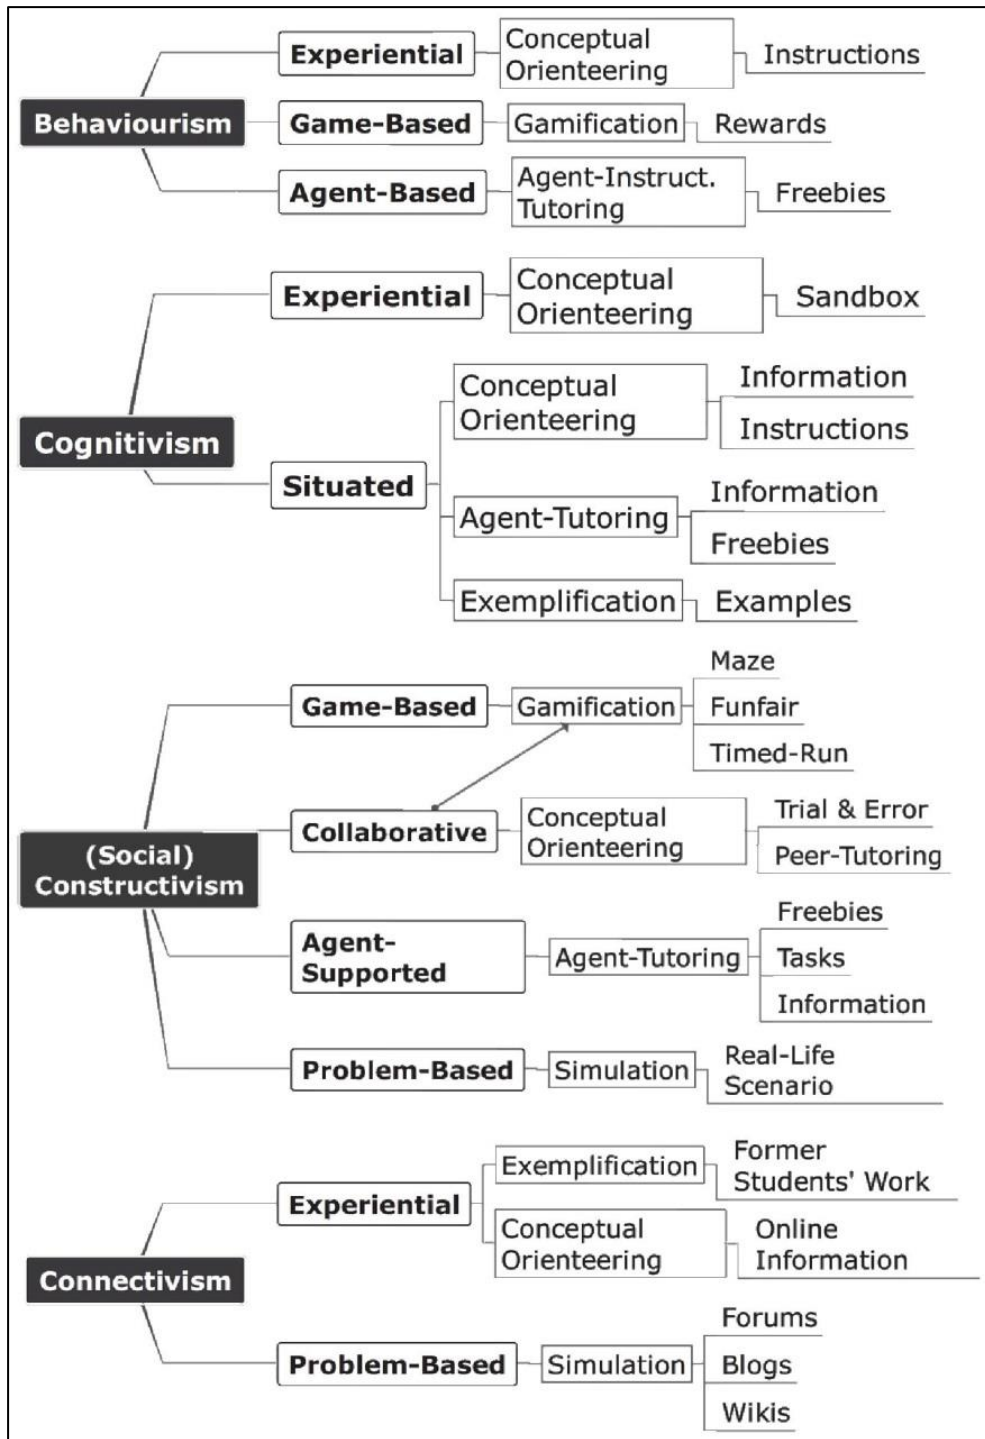 Behaviourism
Experiential
Conceptual
Orienteering
Instructions
Game-Based
Gamification
Rewards
Agent-Based
Agent-Instruct.
Tutoring
Freebies
Cognitivism
Experiential
Conceptual
Orienteering
Sandbox
Situated
Conceptual
Orienteering
Information
Instructions
Agent-Tutoring
Information
Freebies
Exemplification
Examples
(Social)
Constructivism
Game-Based
Gamification
Maze
Funfair
Timed-Run
Collaborative
Conceptual
Orienteering
Trial & Error
Peer-Tutoring
Agent-
Supported
Agent-Tutoring
Freebies
Tasks
Information
Problem-Based
Simulation
Real-Life
Scenario
Connectivism
Experiential
Exemplification
Former
Students' Work
Conceptual
Orienteering
Online
Information
Problem-Based
Simulation
Forums
Blogs
Wikis